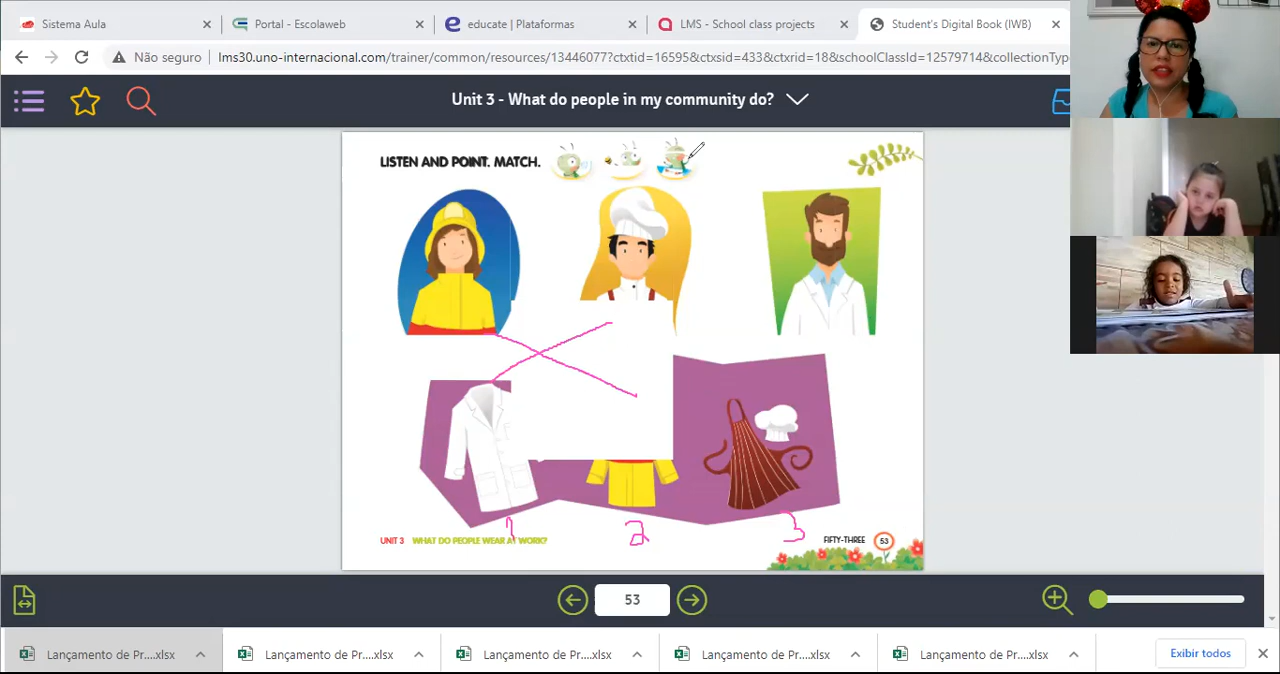 Sistema Aula
Portal - Escolaweb
educate | Plataformas
LMS - School class projects
Student's Digital Book (IWB)
Não seguro
lms30.uno-internacional.com/trainer/common/resources/13446077?ctxtid=16595&ctxsid=433&ctxrid=18&schoolClassId=12579714&collectionTyp
Unit 3 - What do people in my community do?
LISTEN AND POINT. MATCH.
1
2
3
UNIT 3 WHAT DO PEOPLE WEAR AT WORK?
FIFTY-THREE 53
53
Lançamento de Pr....xlsx
Lançamento de Pr....xlsx
Lançamento de Pr....xlsx
Lançamento de Pr....xlsx
Lançamento de Pr....xlsx
Exibir todos